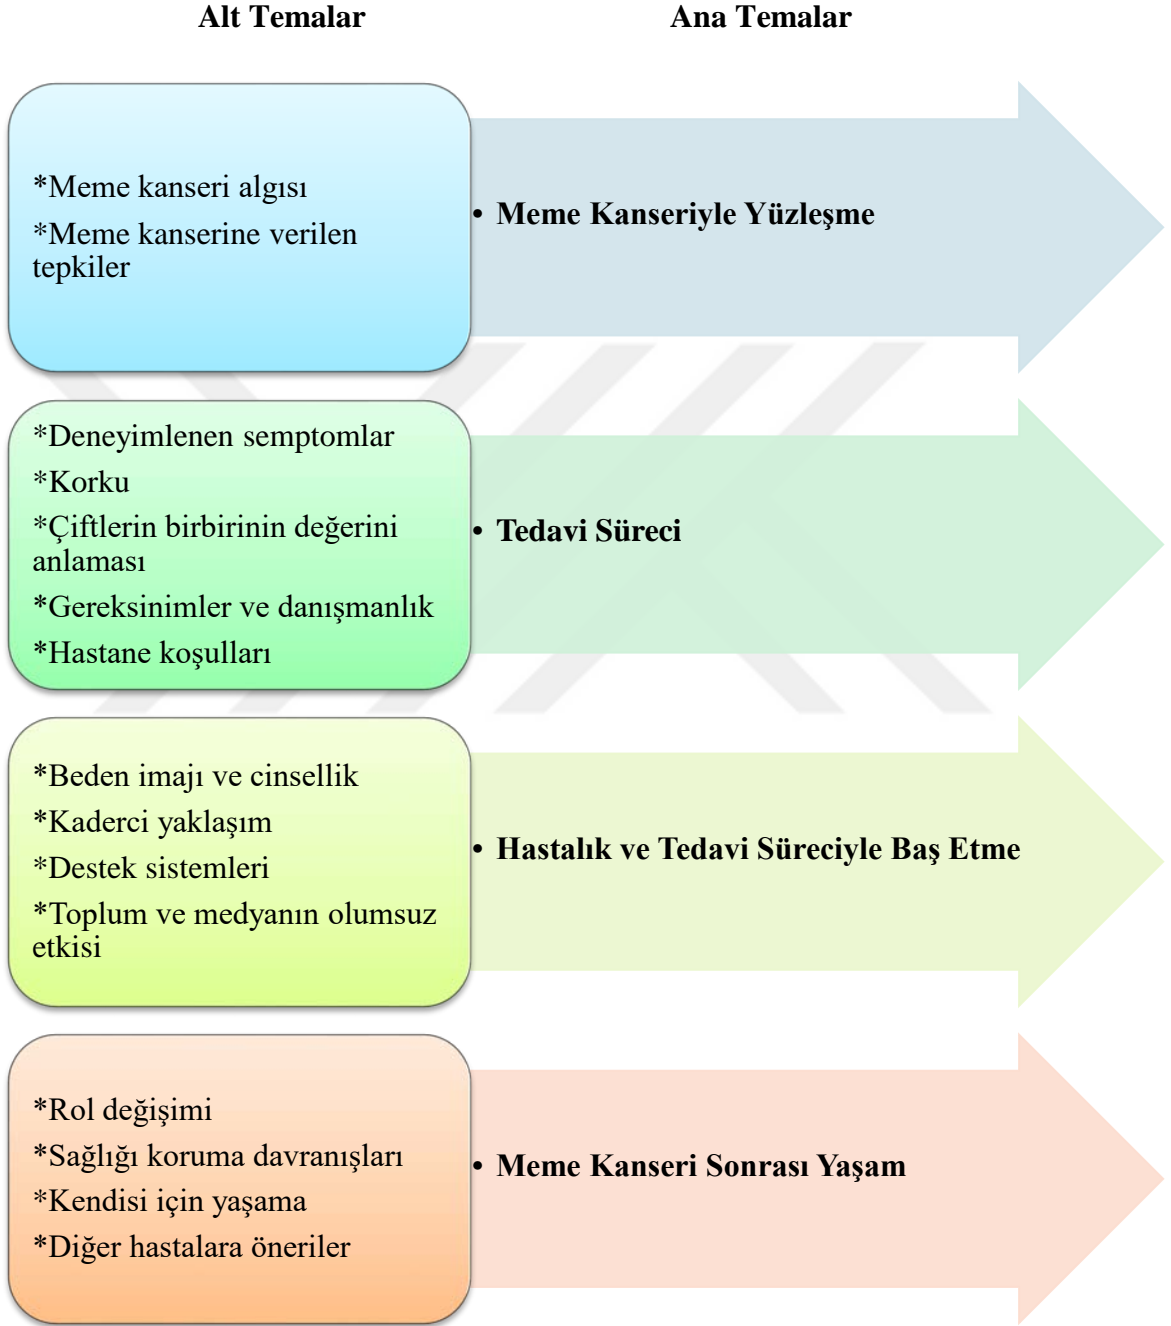 Alt Temalar
Ana Temalar
*Meme kanseri algısı
*Meme kanserine verilen
tepkiler
• Meme Kanseriyle Yüzleşme
*Deneyimlenen semptomlar
*Korku
*Çiftlerin birbirinin değerini
anlaması
*Gereksinimler ve danışmanlık
*Hastane koşulları
• Tedavi Süreci
*Beden imajı ve cinsellik
*Kaderci yaklaşım
*Destek sistemleri
*Toplum ve medyanın olumsuz
etkisi
• Hastalık ve Tedavi Süreciyle Baş Etme
*Rol değişimi
*Sağlığı koruma davranışları
*Kendisi için yaşama
*Diğer hastalara öneriler
• Meme Kanseri Sonrası Yaşam